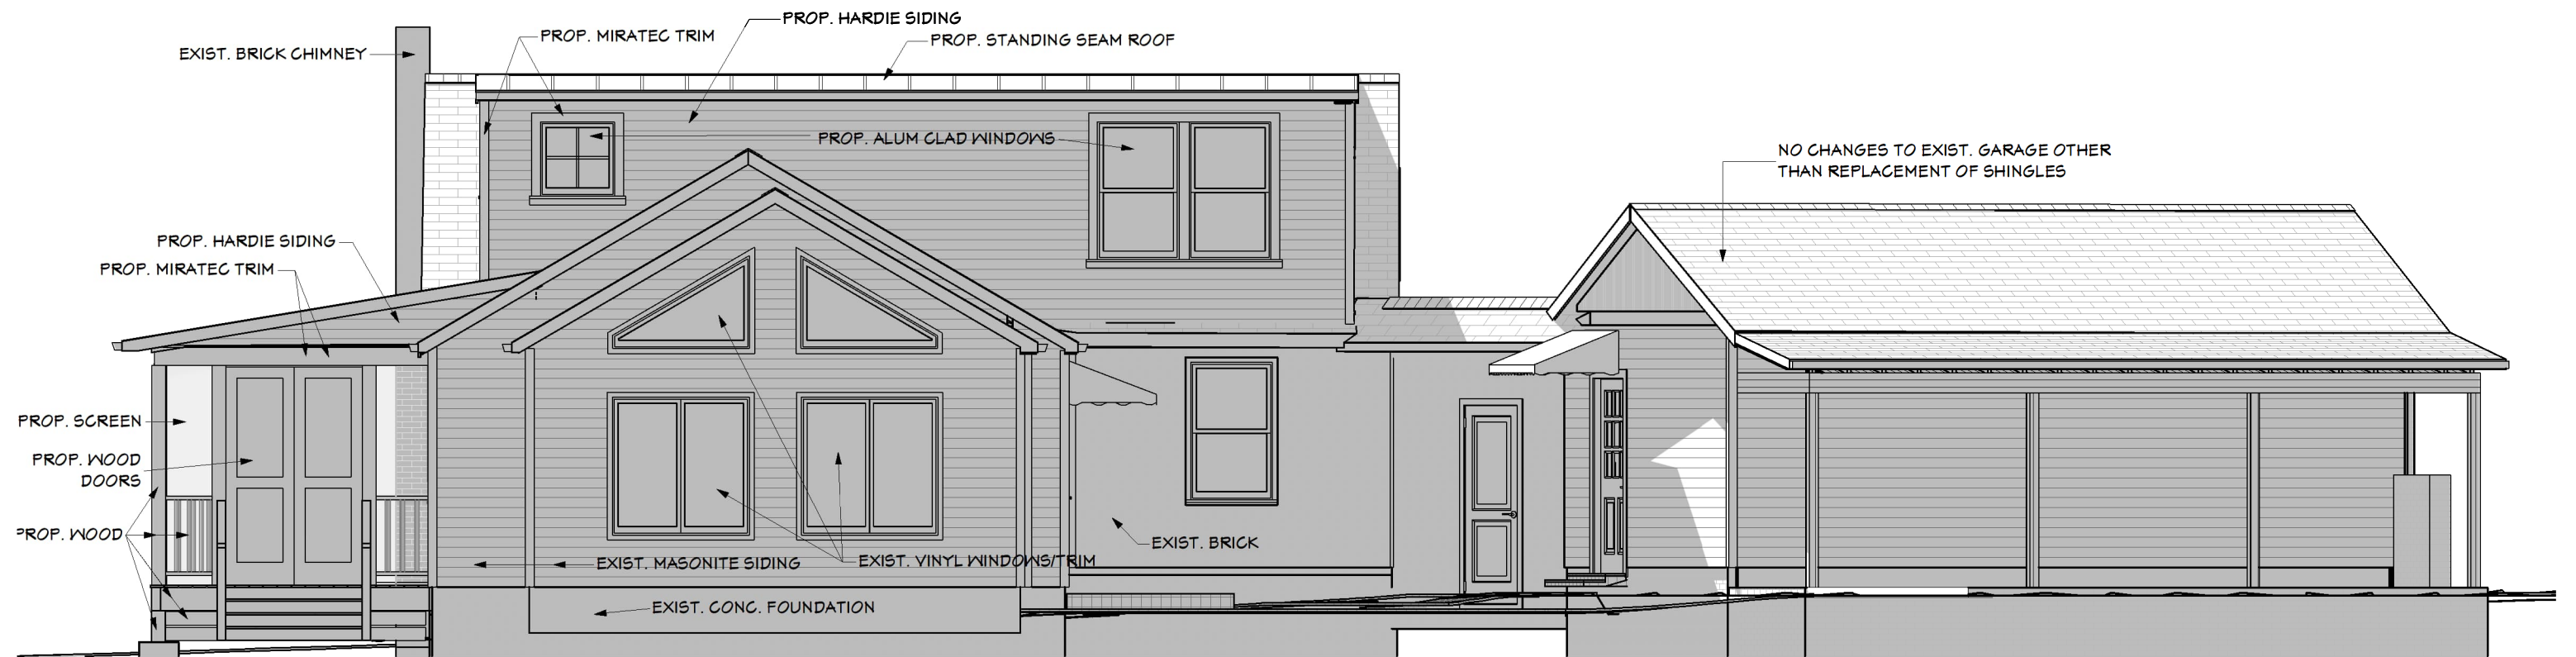 PROP. HARDIE SIDING
PROP. MIRATEC TRIM
PROP. STANDING SEAM ROOF
EXIST. BRICK CHIMNEY
PROP. ALUM CLAD WINDOWS
NO CHANGES TO EXIST. GARAGE OTHER
THAN REPLACEMENT OF SHINGLES
PROP. HARDIE SIDING
PROP. MIRATEC TRIM
PROP. SCREEN
PROP. WOOD
DOORS
PROP. WOOD
EXIST. BRICK
EXIST. MASONITE SIDING
EXIST. VINYL WINDOWS/TRIM
EXIST. CONC. FOUNDATION